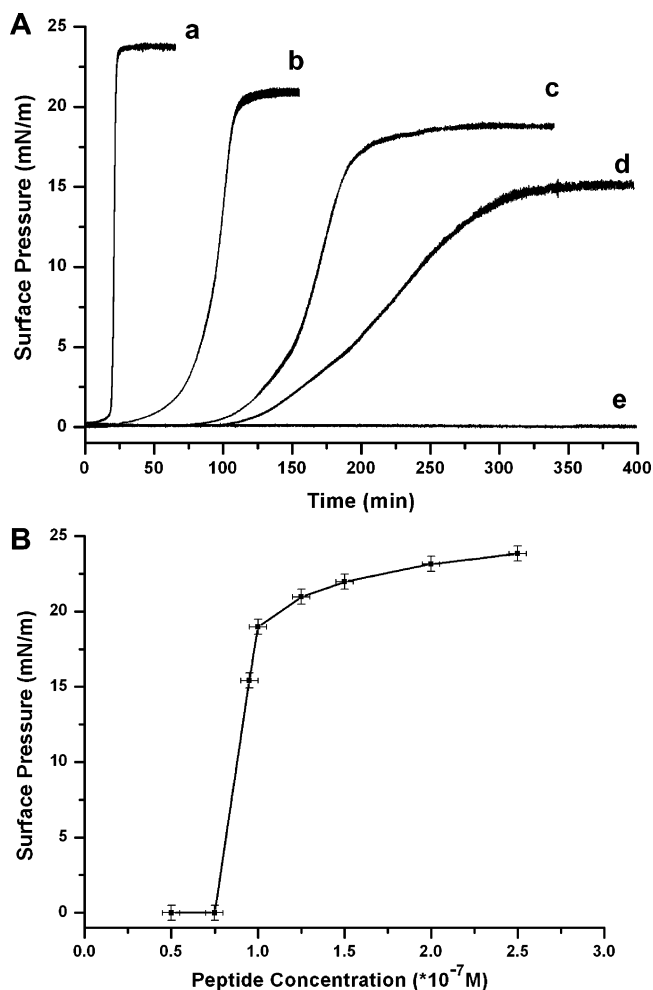 A
25
20
15
10
5
0
Surface Pressure (mN/m)
a
b
c
d
e
0 50 100 150 200 250 300 350 400
Time (min)
B
25
20
15
10
5
0
Surface Pressure (mN/m)
0.0 0.5 1.0 1.5 2.0 2.5 3.0
Peptide Concentration (*10⁻⁷M)